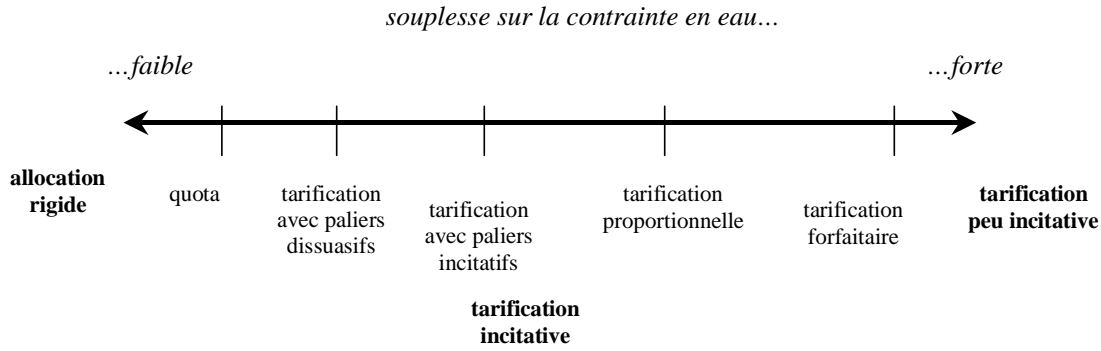 souplesse sur la contrainte en eau…
…faible
…forte
allocation
rigide
quota
tarification
avec paliers
dissuasifs
tarification
avec paliers
incitatifs
tarification
proportionnelle
tarification
forfaitaire
tarification
peu incitative
tarification
incitative